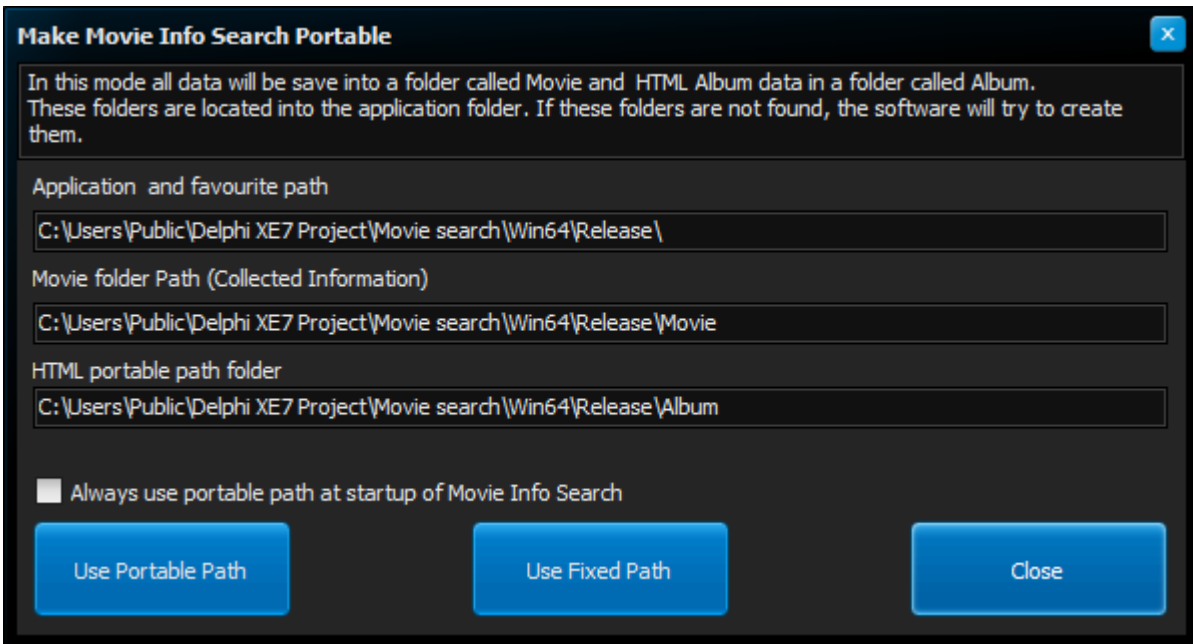 Make Movie Info Search Portable
x
In this mode all data will be save into a folder called Movie and  HTML Album data in a folder called Album.
These folders are located into the application folder. If these folders are not found, the software will try to create
them.
Application  and favourite path
C:\Users\Public\Delphi XE7 Project\Movie search\Win64\Release\
Movie folder Path (Collected Information)
C:\Users\Public\Delphi XE7 Project\Movie search\Win64\Release\Movie
HTML portable path folder
C:\Users\Public\Delphi XE7 Project\Movie search\Win64\Release\Album
Always use portable path at startup of Movie Info Search
Use Portable Path
Use Fixed Path
Close